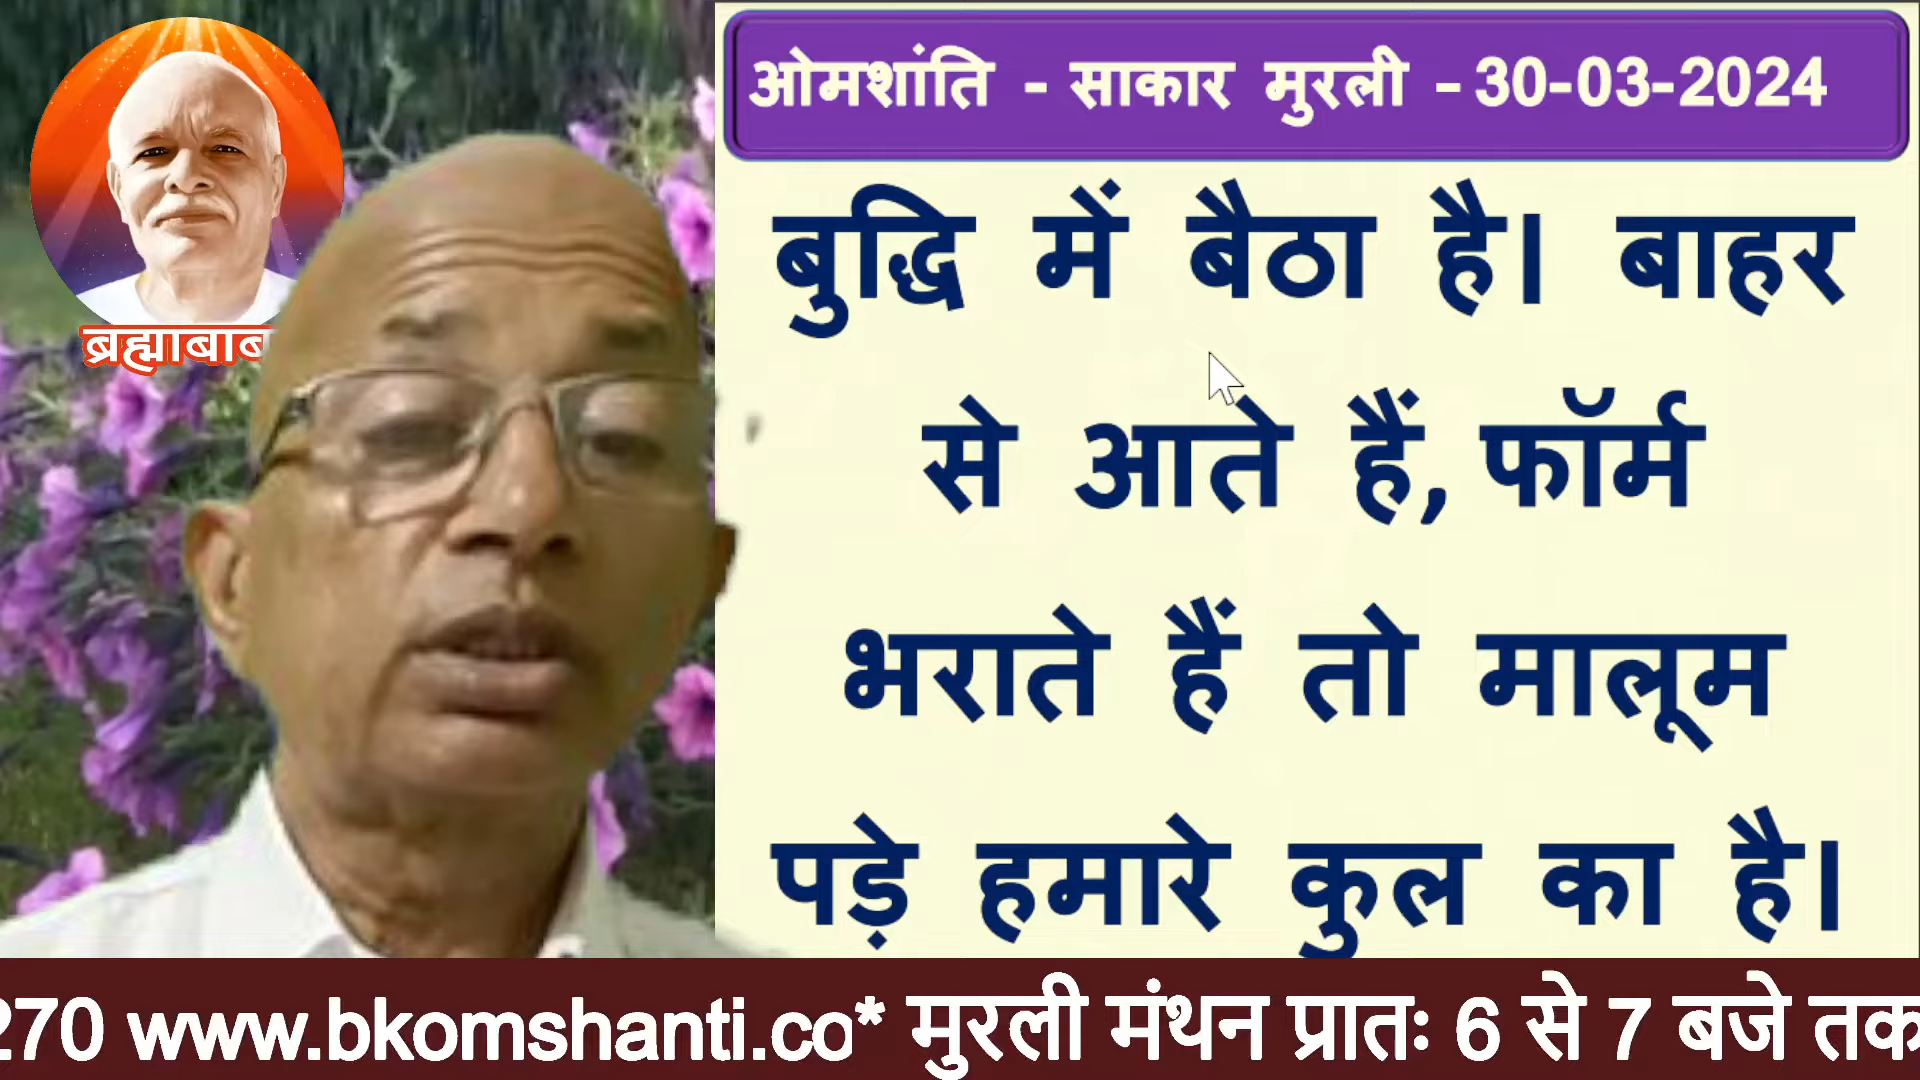 ब्रह्माबाब
ओमशांति - साकार मुरली - 30-03-2024
बुद्धि में बैठा है। बाहर
से आते हैं, फॉर्म
भराते हैं तो मालूम
पड़े हमारे कुल का है।
270 www.bkomshanti.co* मुरली मंथन प्रातः 6 से 7 बजे तक